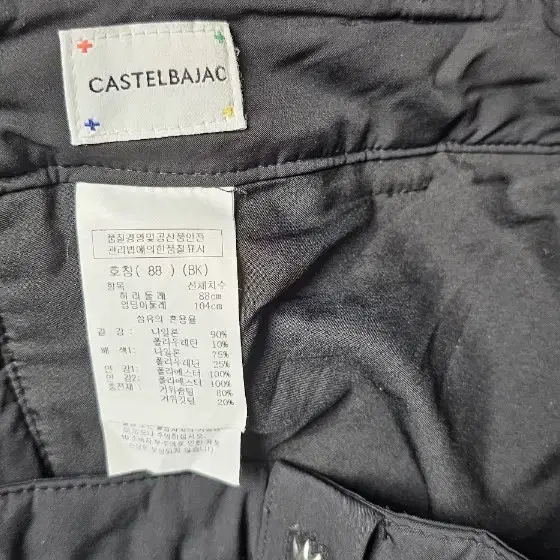 CASTELBAJAC
품질경영및공산품안전
관리법에의한품질표시
호칭( 88 ) (BK)
항목 신체치수
허리둘레 88cm
엉덩이둘레 104cm
섬유의 혼용율
겉 감: 나일론 90%
폴리우레탄 10%
배 색1: 나일론 75%
폴리우레탄 25%
안 감1: 폴리에스터 100%
안 감2: 폴리에스터 100%
충전재: 거위솜털 80%
거위깃털 20%